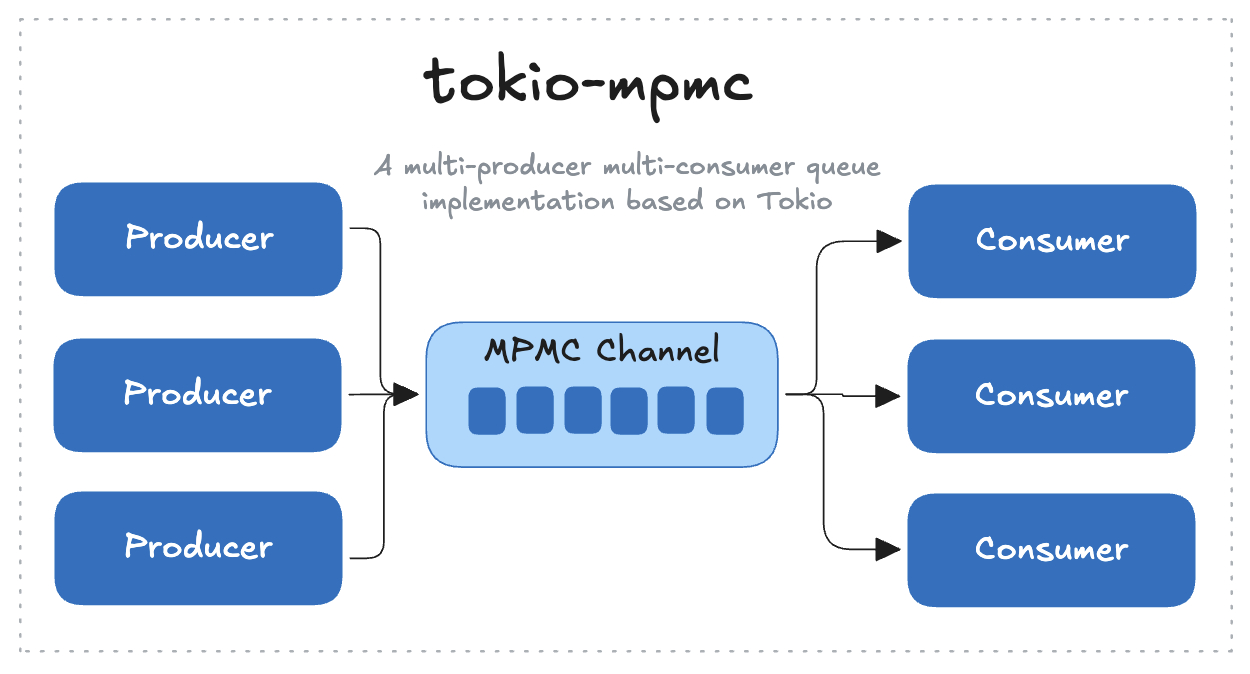 tokio-mpmc
A multi-producer multi-consumer queue
implementation based on Tokio
Producer
Consumer
MPMC Channel
Producer
Consumer
Producer
Consumer